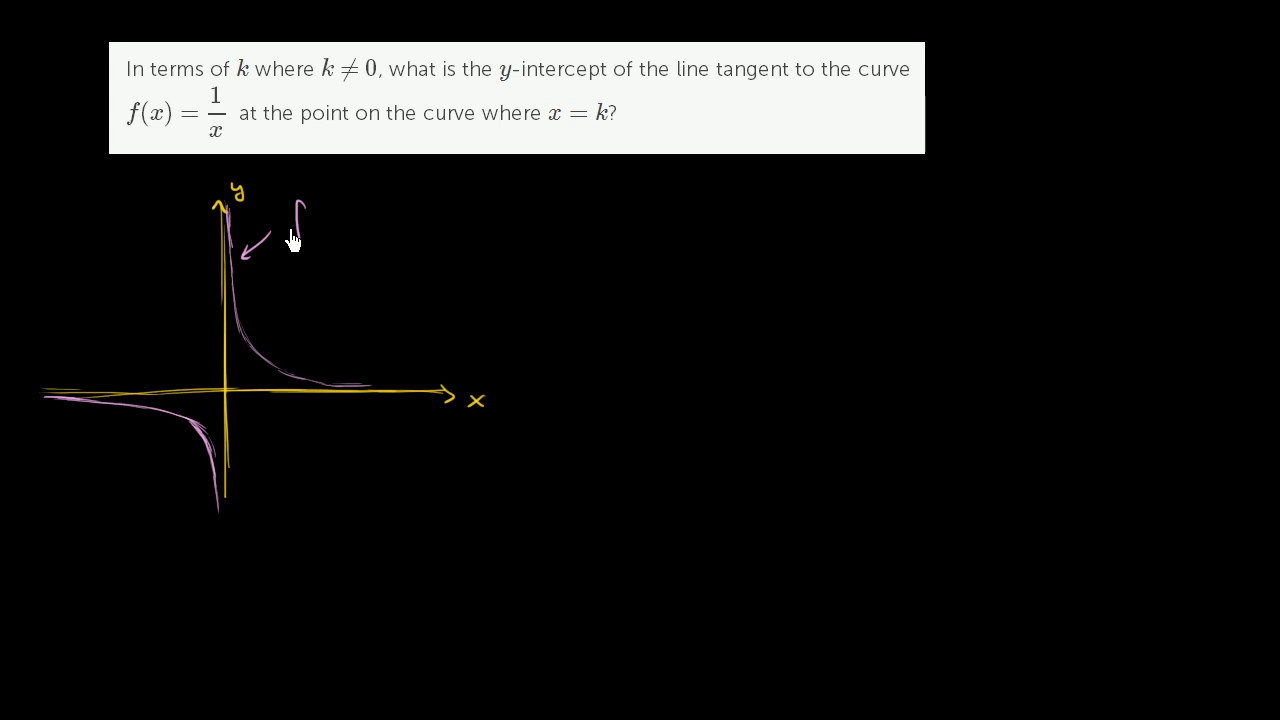 In terms of k where k ≠ 0, what is the y-intercept of the line tangent to the curve
f(x) = 1/x at the point on the curve where x = k?
y
x